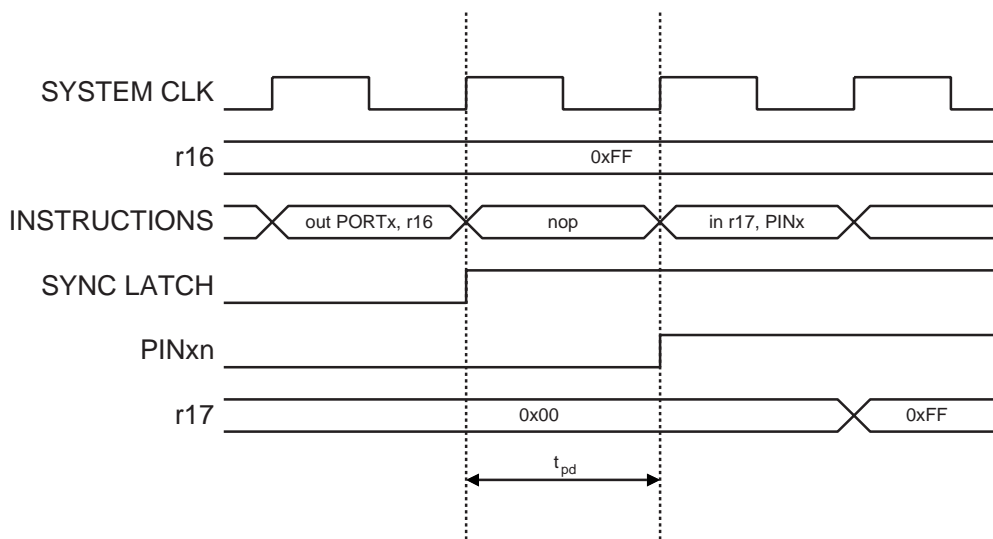 SYSTEM CLK
r16
0xFF
INSTRUCTIONS
out PORTx, r16
nop
in r17, PINx
SYNC LATCH
PINxn
r17
0x00
0xFF
tpd